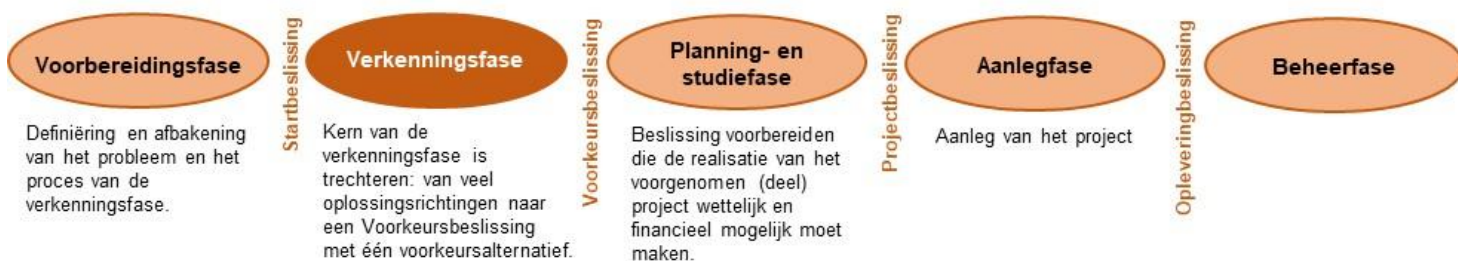 Voorbereidingsfase
Definiëring en afbakening
van het probleem en het
proces van de
verkenningsfase.
Startbeslissing
Verkenningsfase
Kern van de
verkenningsfase is
trechteren: van veel
oplossingsrichtingen naar
een Voorkeursbeslissing
met één voorkeursalternatief.
Voorkeursbeslissing
Planning- en
studiefase
Beslissing voorbereiden
die de realisatie van het
voorgenomen (deel)
project wettelijk en
financieel mogelijk moet
maken.
Projectbeslissing
Aanlegfase
Aanleg van het project
Opleveringbeslissing
Beheerfase